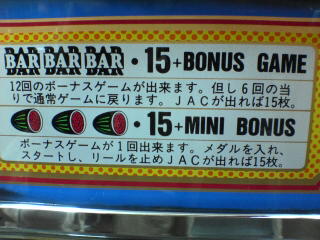 BAR BAR BAR・15+BONUS GAME
12回のボーナスゲームが出来ます。但し6回の当
りで通常ゲームに戻ります。JACが出れば15枚。
・15+MINI BONUS
ボーナスゲームが1回出来ます。メダルを入れ、
スタートし、リールを止めJACが出れば15枚。